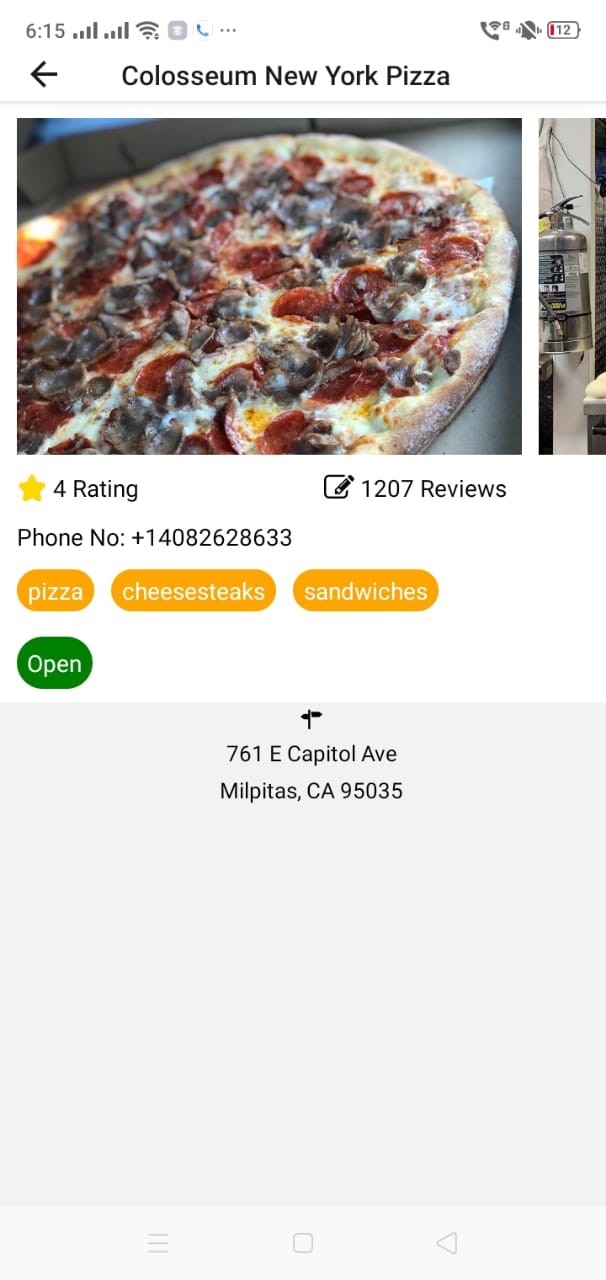 6:15 12
Colosseum New York Pizza
4 Rating 1207 Reviews
Phone No: +14082628633
pizza cheesesteaks sandwiches
Open
761 E Capitol Ave
Milpitas, CA 95035